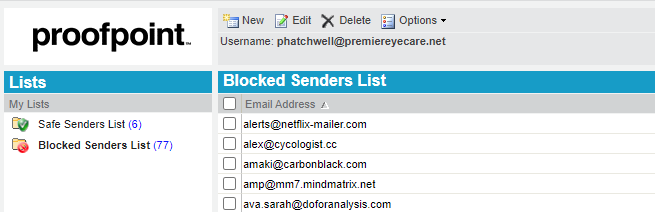 New Edit Delete Options
proofpoint
Username: phatchwell@premiereyecare.net
Lists
Blocked Senders List
My Lists
Email Address
Safe Senders List (6)
alerts@netflix-mailer.com
Blocked Senders List (77)
alex@cycologist.cc
amaki@carbonblack.com
amp@mm7.mindmatrix.net
ava.sarah@doforanalysis.com